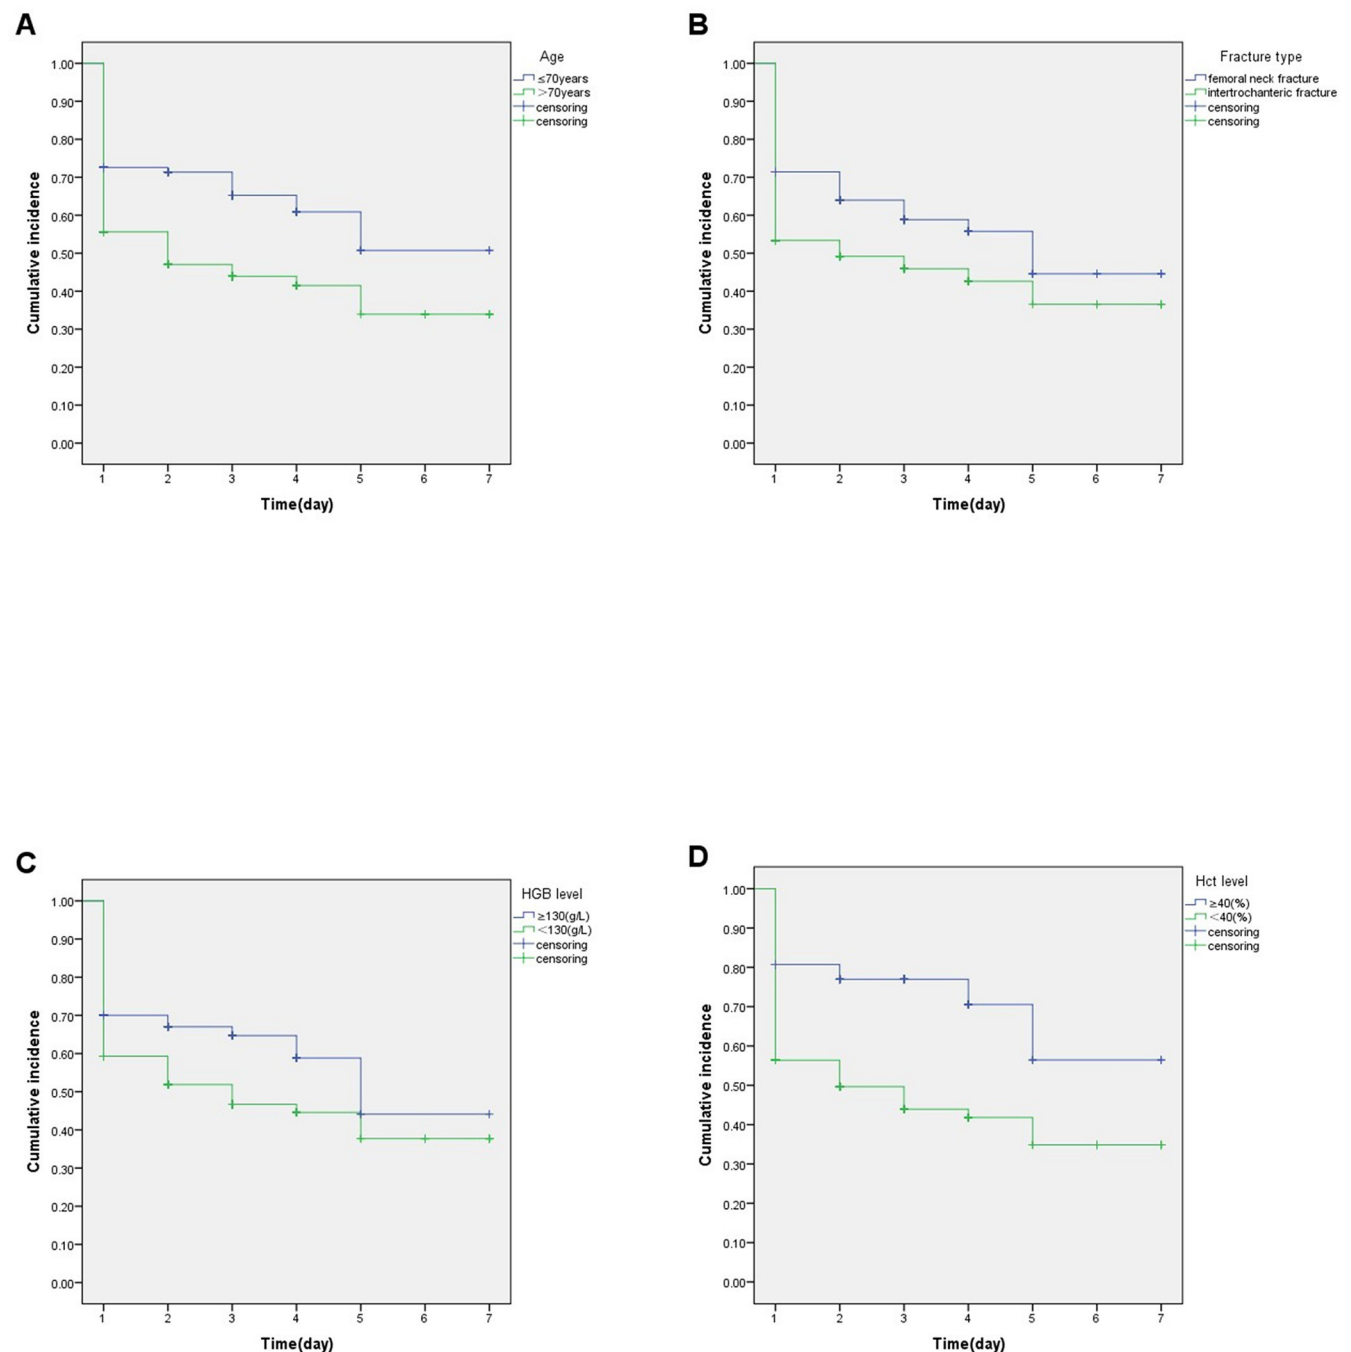 A
Age
≤70years
>70years
censoring
censoring
1.00
0.90
0.80
0.70
0.60
0.50
0.40
0.30
0.20
0.10
0.00
Cumulative incidence
1 2 3 4 5 6 7
Time(day)
B
Fracture type
femoral neck fracture
intertrochanteric fracture
censoring
censoring
1.00
0.90
0.80
0.70
0.60
0.50
0.40
0.30
0.20
0.10
0.00
Cumulative incidence
1 2 3 4 5 6 7
Time(day)
C
HGB level
≥130(g/L)
<130(g/L)
censoring
censoring
1.00
0.90
0.80
0.70
0.60
0.50
0.40
0.30
0.20
0.10
0.00
Cumulative incidence
1 2 3 4 5 6 7
Time(day)
D
Hct level
≥40(%)
<40(%)
censoring
censoring
1.00
0.90
0.80
0.70
0.60
0.50
0.40
0.30
0.20
0.10
0.00
Cumulative incidence
1 2 3 4 5 6 7
Time(day)